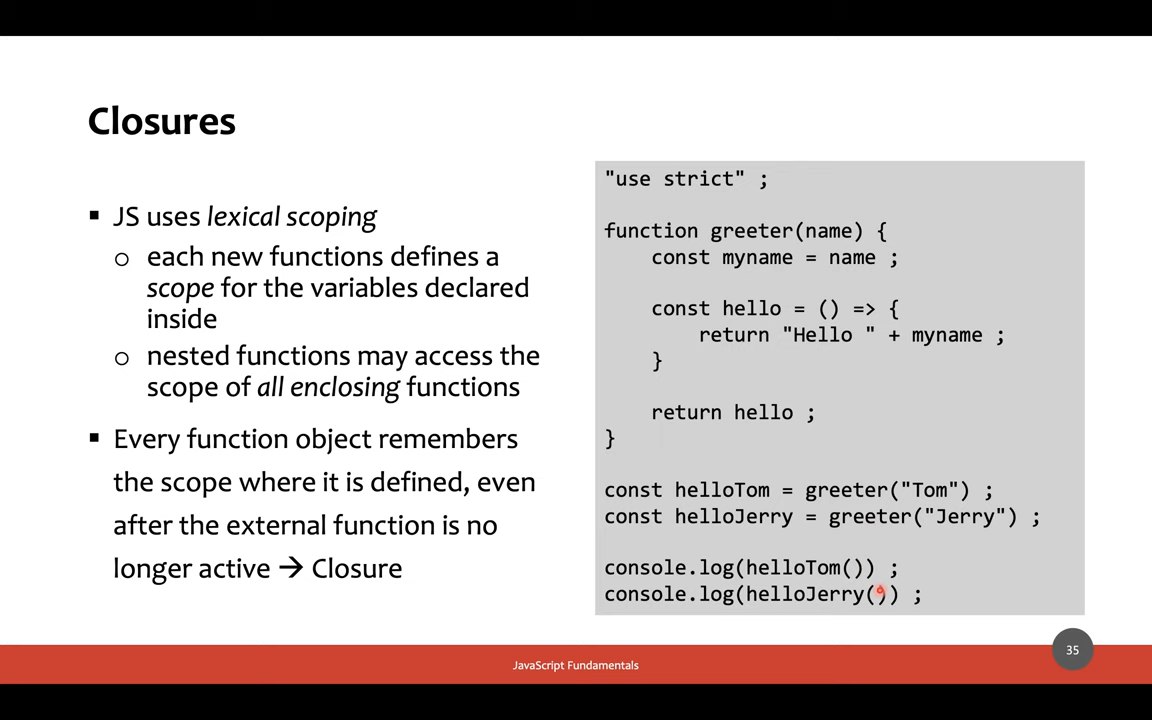 Closures
▪ JS uses lexical scoping
o each new functions defines a
scope for the variables declared
inside
o nested functions may access the
scope of all enclosing functions
▪ Every function object remembers
the scope where it is defined, even
after the external function is no
longer active → Closure
"use strict" ;
function greeter(name) {
const myname = name ;
const hello = () => {
return "Hello " + myname ;
}
return hello ;
}
const helloTom = greeter("Tom") ;
const helloJerry = greeter("Jerry") ;
console.log(helloTom()) ;
console.log(helloJerry()) ;
JavaScript Fundamentals
35